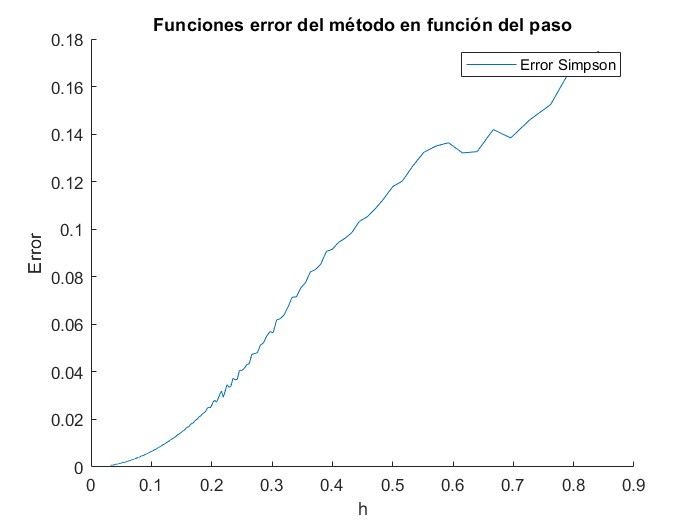 Funciones error del método en función del paso
0.18
Error Simpson
0.16
0.14
0.12
0.1
Error
0.08
0.06
0.04
0.02
0
0 0.1 0.2 0.3 0.4 0.5 0.6 0.7 0.8 0.9
h